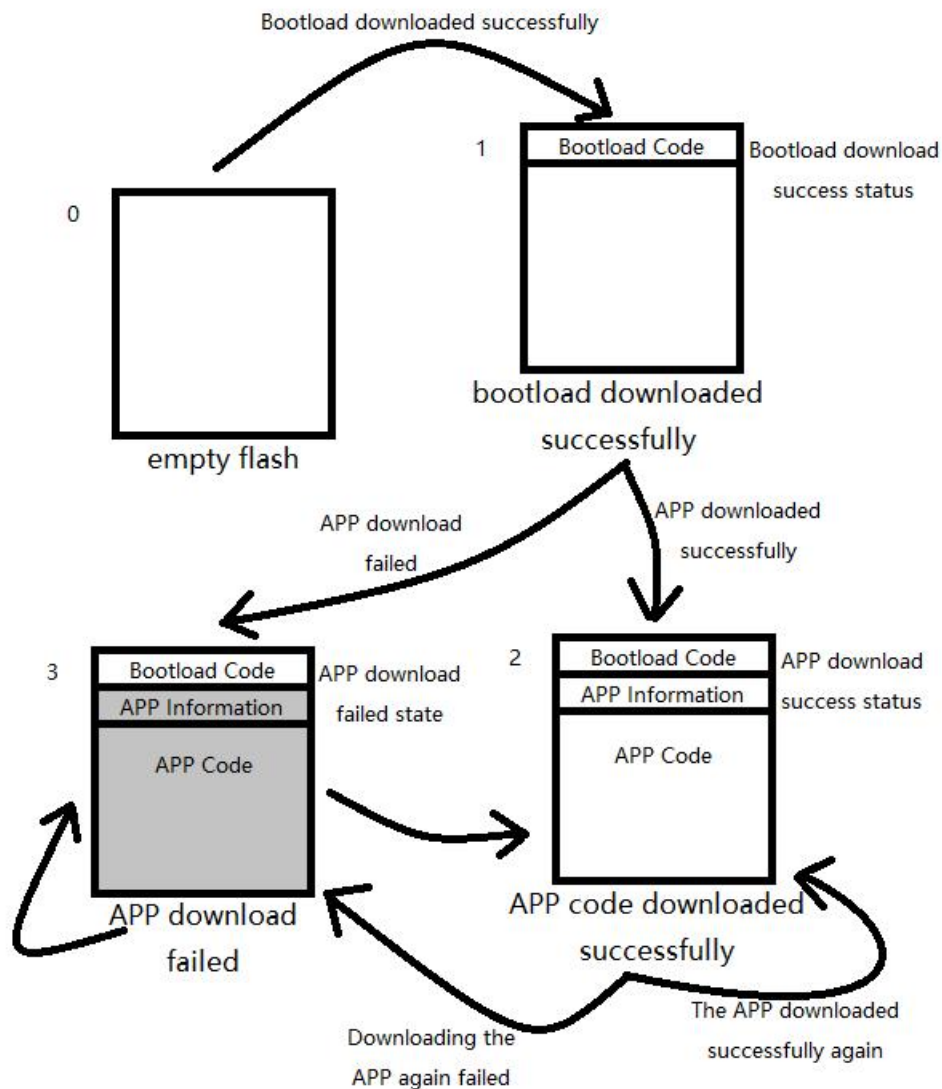 Bootload downloaded successfully
1
Bootload Code
Bootload download
success status
0
empty flash
bootload downloaded
successfully
APP download
failed
APP downloaded
successfully
3
Bootload Code
APP Information
APP Code
APP download
failed state
2
Bootload Code
APP Information
APP Code
APP download
success status
APP download
failed
APP code downloaded
successfully
Downloading the
APP again failed
The APP downloaded
successfully again